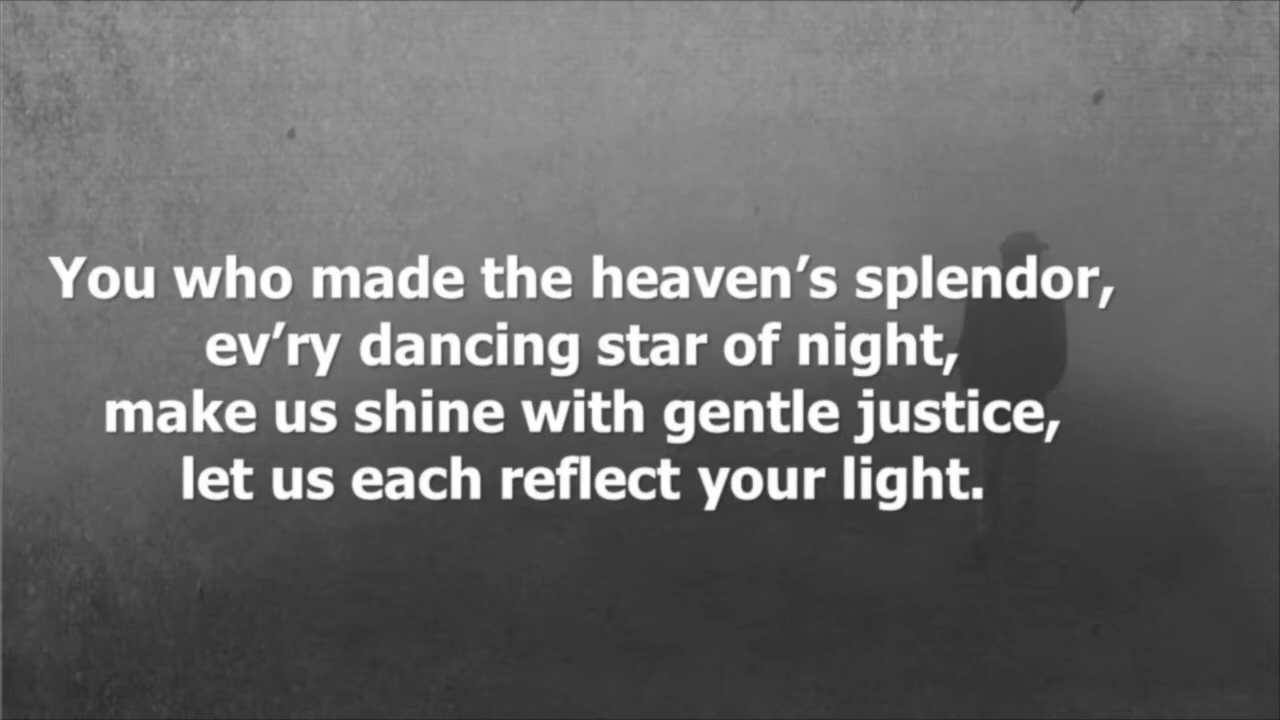 You who made the heaven’s splendor,
ev’ry dancing star of night,
make us shine with gentle justice,
let us each reflect your light.